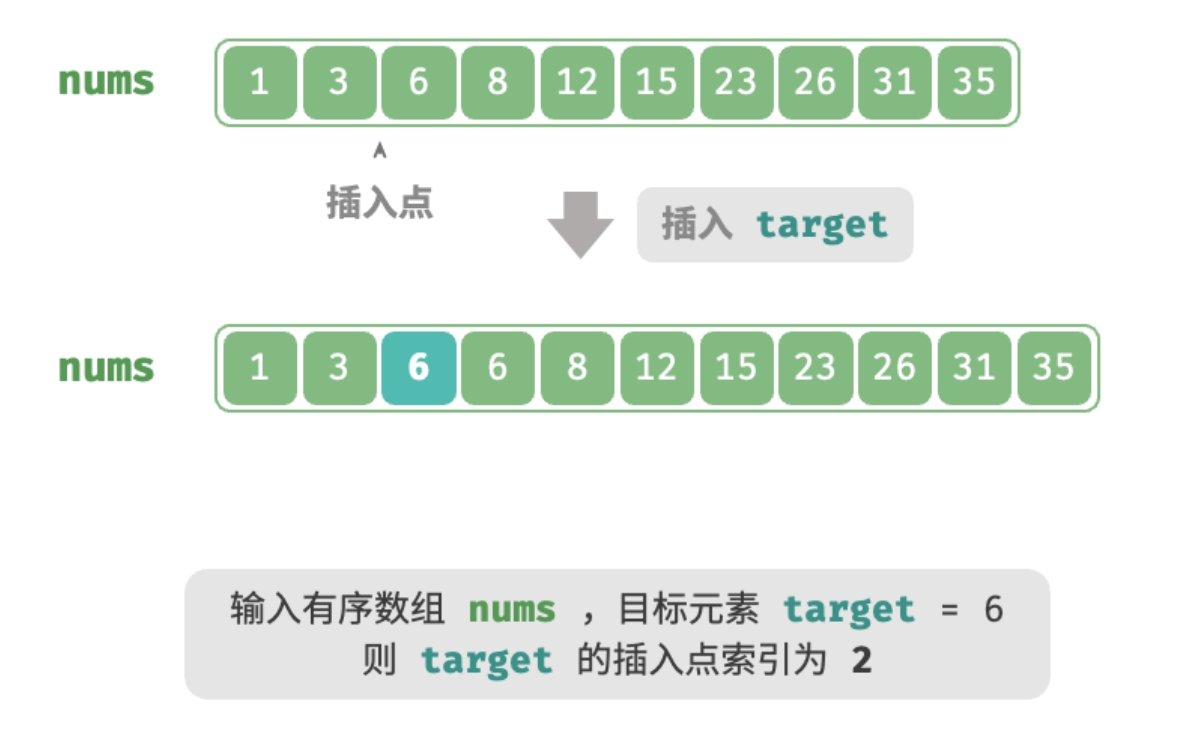 nums 1 3 6 8 12 15 23 26 31 35
插入点
插入 target
nums 1 3 6 6 8 12 15 23 26 31 35
输入有序数组 nums ，目标元素 target = 6
则 target 的插入点索引为 2